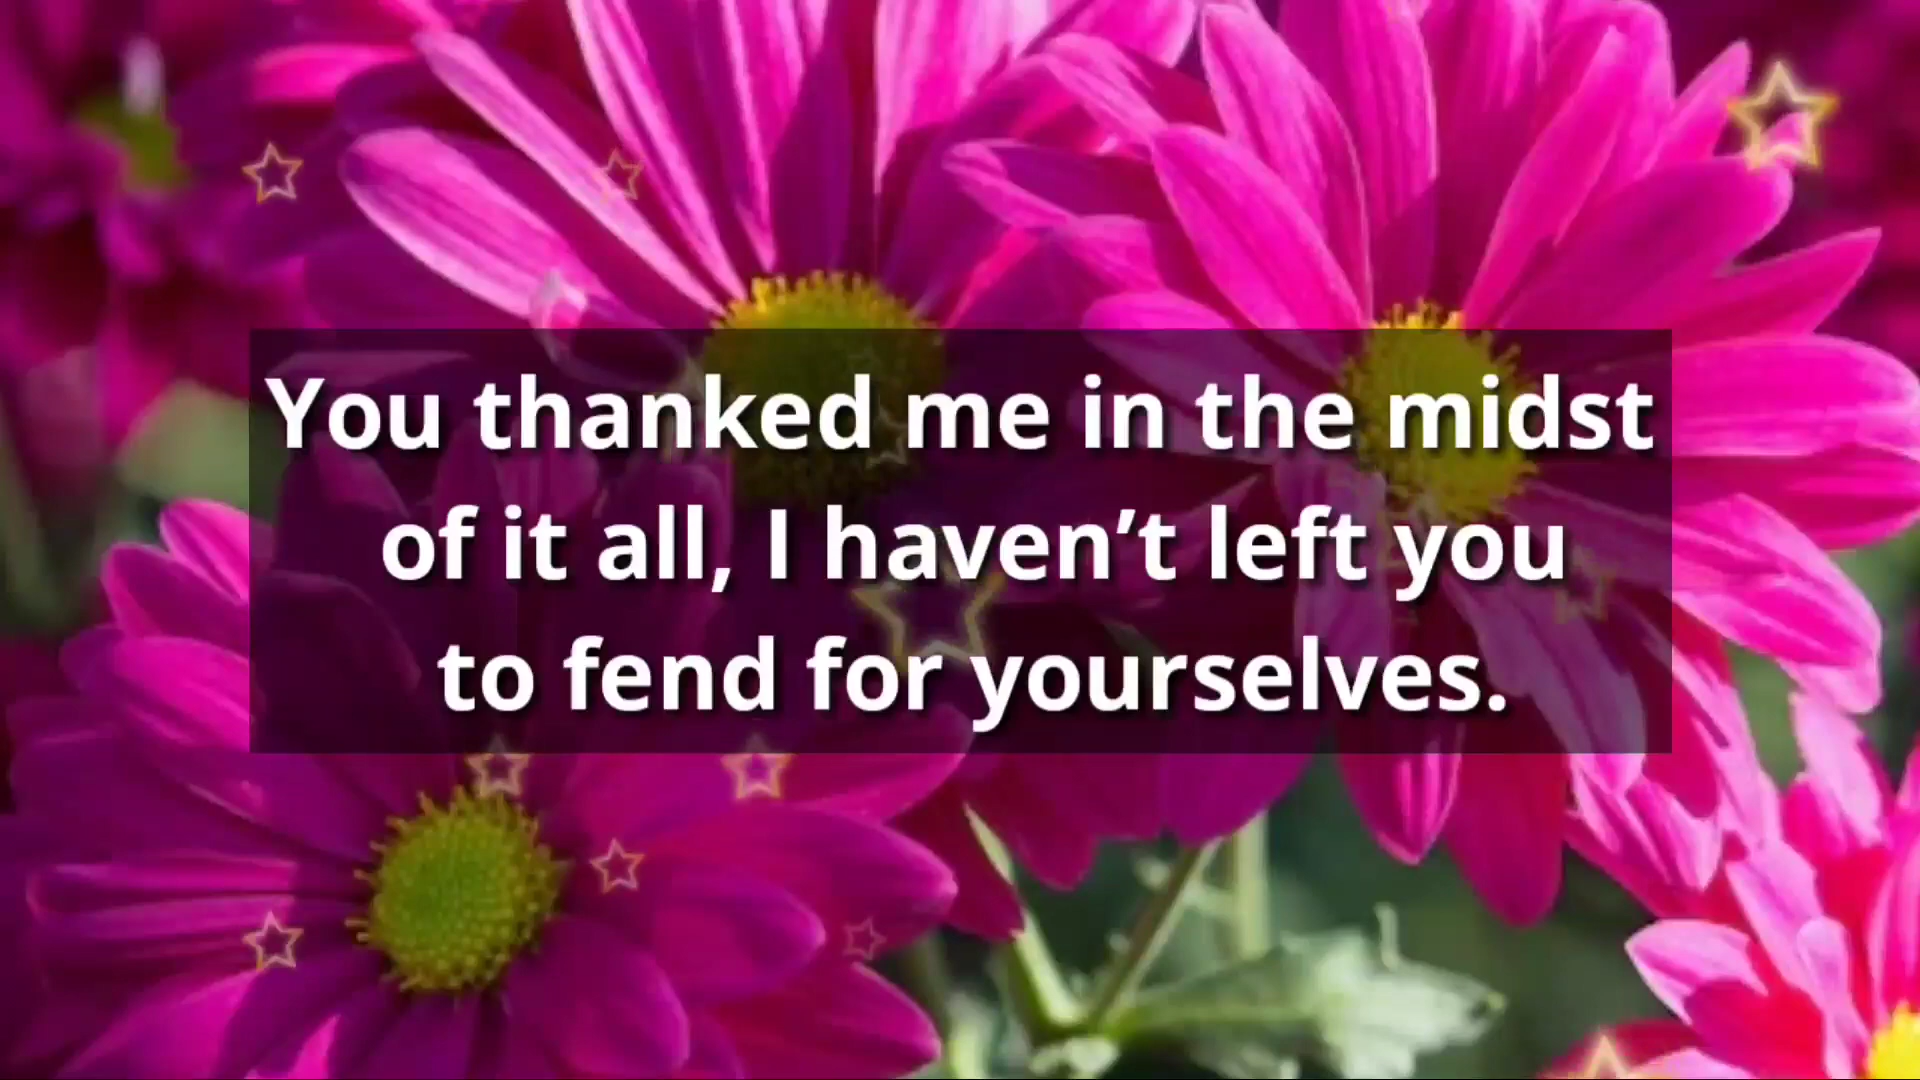 You thanked me in the midst
of it all, I haven’t left you
to fend for yourselves.